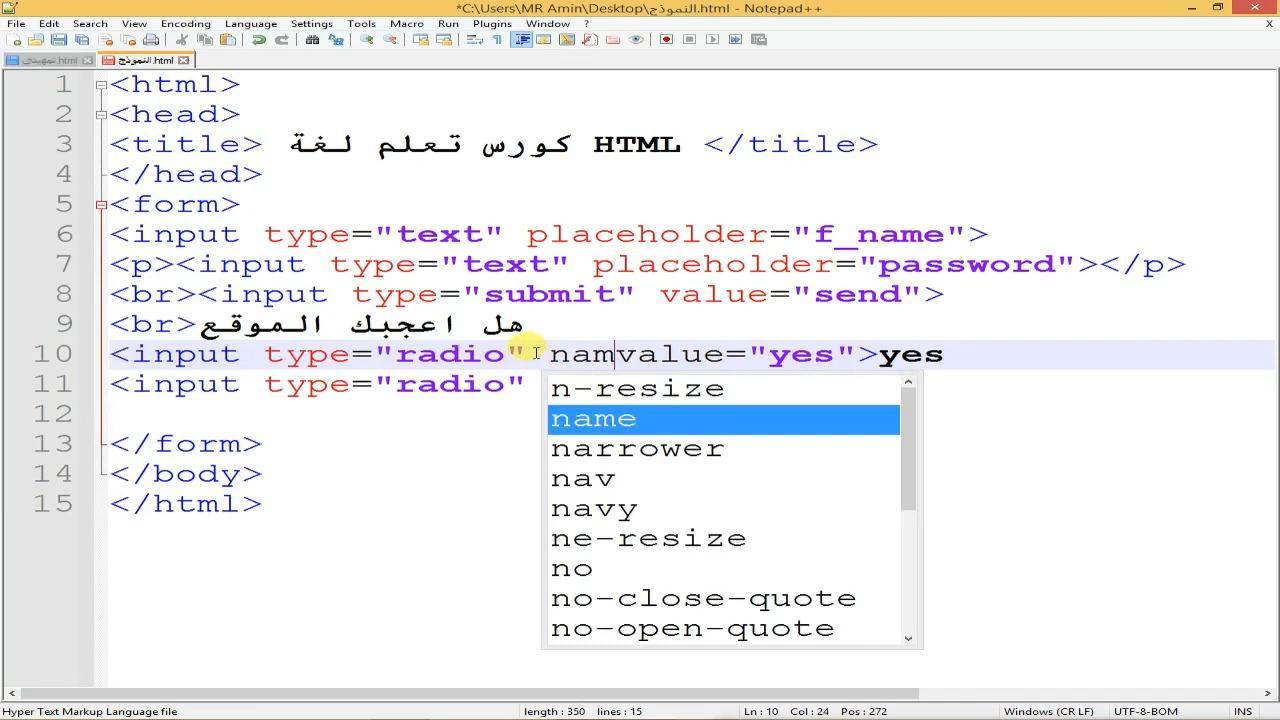 *C:\Users\MR Amin\Desktop\النموذج.html - Notepad++
File Edit Search View Encoding Language Settings Tools Macro Run Plugins Window ?
X
تمهيدى.html النموذج.html
1 <html>
2 <head>
3 <title> كورس تعلم لغة HTML </title>
4 </head>
5 <form>
6 <input type="text" placeholder="f_name">
7 <p><input type="text" placeholder="password"></p>
8 <br><input type="submit" value="send">
9 <br>هل اعجبك الموقع
10 <input type="radio" namvalue="yes">yes
11 <input type="radio"
12
13 </form>
14 </body>
15 </html>
n-resize
name
narrower
nav
navy
ne-resize
no
no-close-quote
no-open-quote
Hyper Text Markup Language file length : 350 lines : 15 Ln : 10 Col : 24 Pos : 272 Windows (CR LF) UTF-8-BOM INS